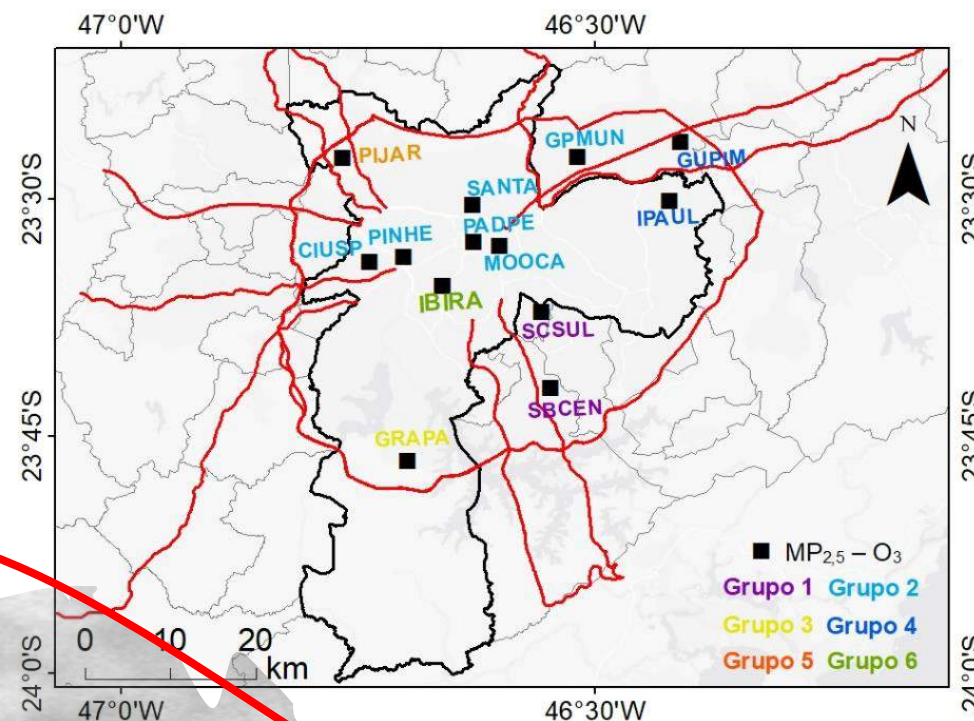 47°0'W 46°30'W
N
GPMUN
PIJAR GUPIM
SANTA
IPAUL
PADPE
CIUSP PINHE
MOOCA
IBIRA
SCSUL
SBCEN
GRAPA
23°30'S 23°30'S
23°45'S 23°45'S
24°0'S 24°0'S
MP2,5 – O3
Grupo 1 Grupo 2
Grupo 3 Grupo 4
Grupo 5 Grupo 6
0 10 20
km
47°0'W 46°30'W